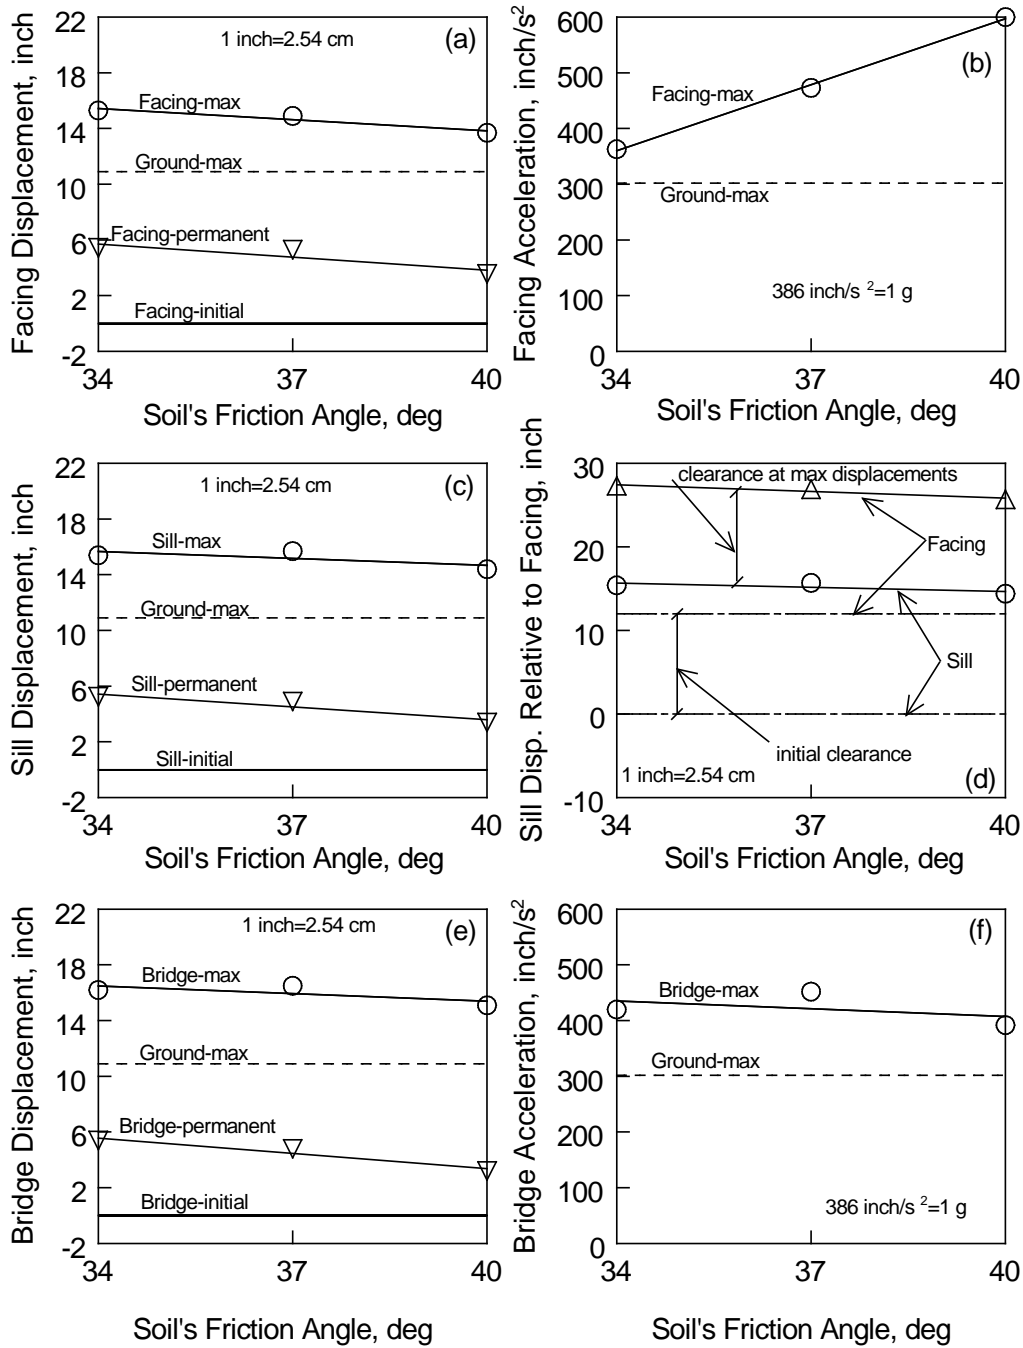 22
18
14
10
6
2
-2
34
37
40
Facing Displacement, inch
Soil's Friction Angle, deg
1 inch=2.54 cm
(a)
Facing-max
Ground-max
Facing-permanent
Facing-initial
600
500
400
300
200
100
0
34
37
40
Facing Acceleration, inch/s²
Soil's Friction Angle, deg
(b)
Facing-max
Ground-max
386 inch/s ²=1 g
22
18
14
10
6
2
-2
34
37
40
Sill Displacement, inch
Soil's Friction Angle, deg
1 inch=2.54 cm
(c)
Sill-max
Ground-max
Sill-permanent
Sill-initial
30
20
10
0
-10
34
37
40
Sill Disp. Relative to Facing, inch
Soil's Friction Angle, deg
clearance at max displacements
Facing
Sill
initial clearance
1 inch=2.54 cm
(d)
22
18
14
10
6
2
-2
34
37
40
Bridge Displacement, inch
Soil's Friction Angle, deg
1 inch=2.54 cm
(e)
Bridge-max
Ground-max
Bridge-permanent
Bridge-initial
600
500
400
300
200
100
0
34
37
40
Bridge Acceleration, inch/s²
Soil's Friction Angle, deg
(f)
Bridge-max
Ground-max
386 inch/s ²=1 g